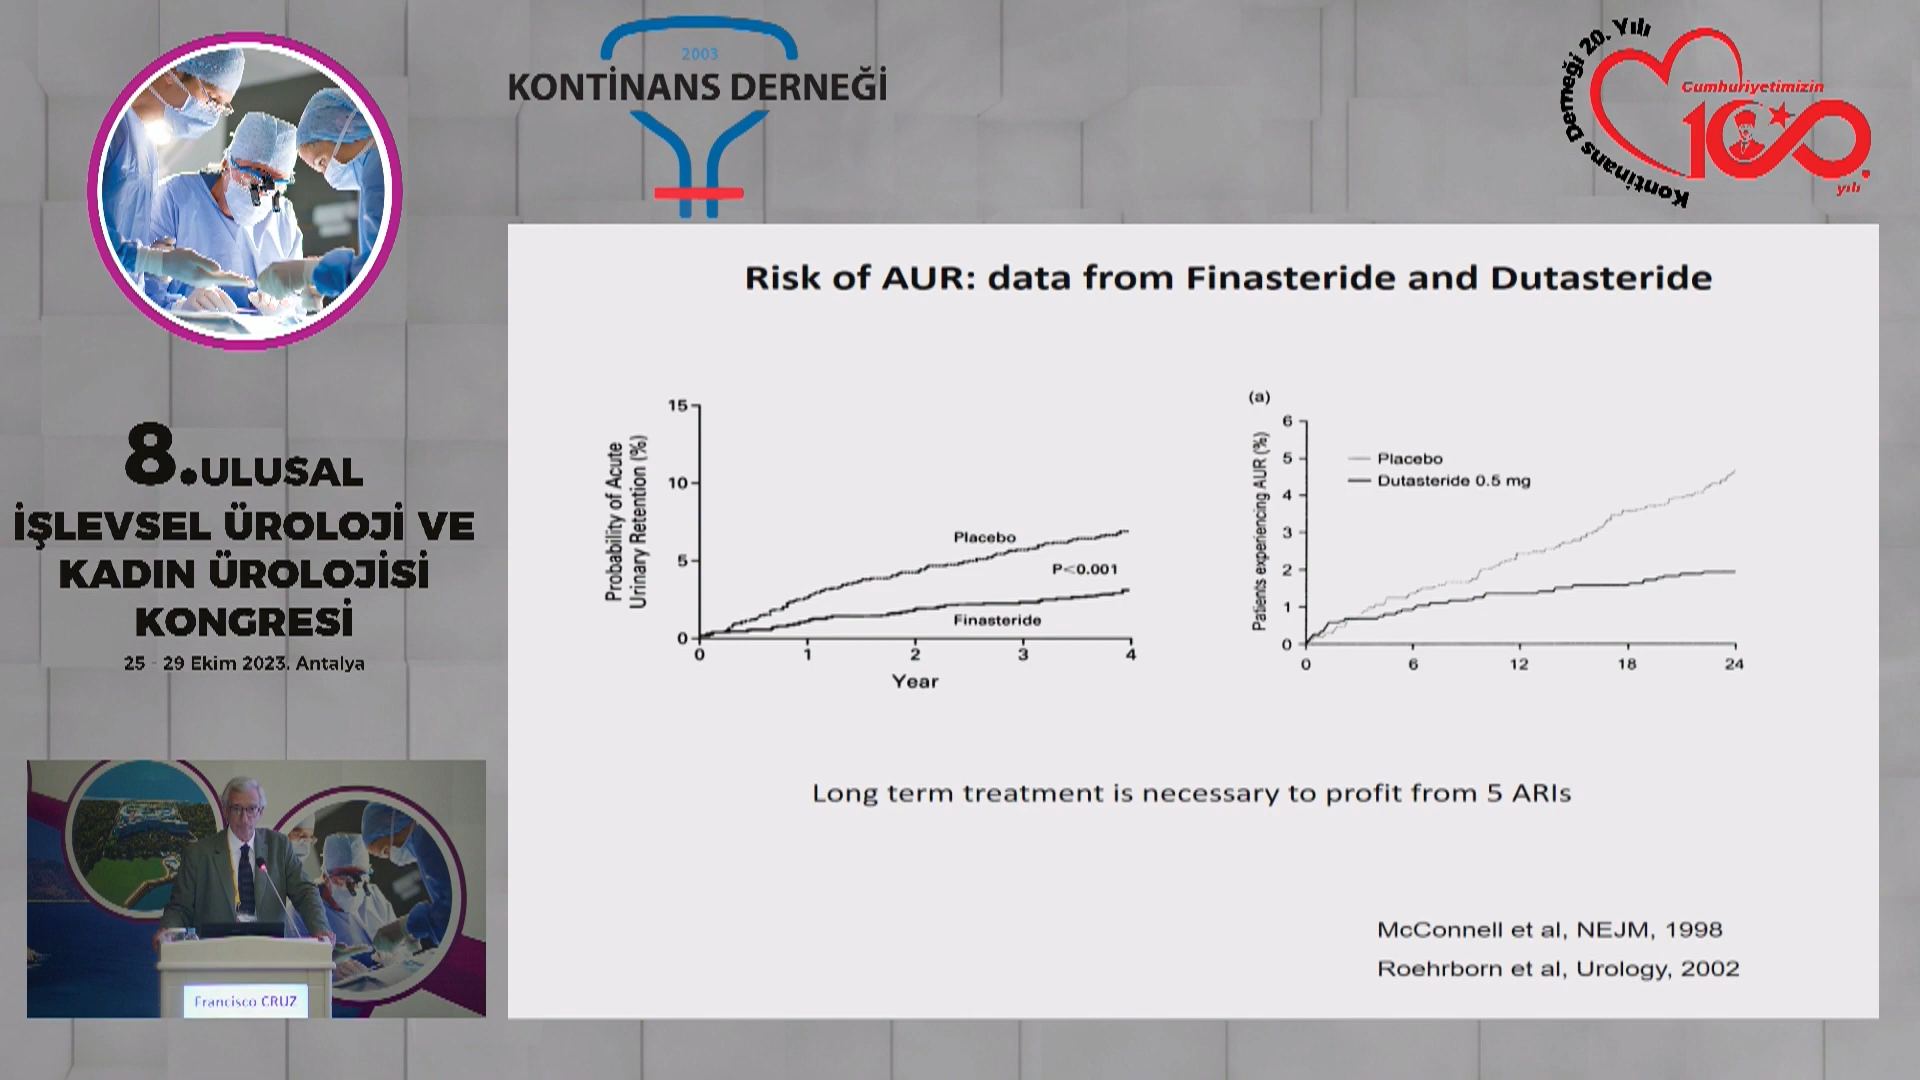 2003
KONTİNANS DERNEĞİ
Kontinans Derneği 20. Yılı
Cumhuriyetimizin
100.
yılı
8.ULUSAL
İŞLEVSEL ÜROLOJİ VE
KADIN ÜROLOJİSİ
KONGRESİ
25 - 29 Ekim 2023. Antalya
Francisco CRUZ
Risk of AUR: data from Finasteride and Dutasteride
Probability of Acute
Urinary Retention (%)
15
10
5
0
Placebo
P<0.001
Finasteride
0 1 2 3 4
Year
(a)
Patients experiencing AUR (%)
6
5
4
3
2
1
0
Placebo
Dutasteride 0.5 mg
0 6 12 18 24
Long term treatment is necessary to profit from 5 ARIs
McConnell et al, NEJM, 1998
Roehrborn et al, Urology, 2002